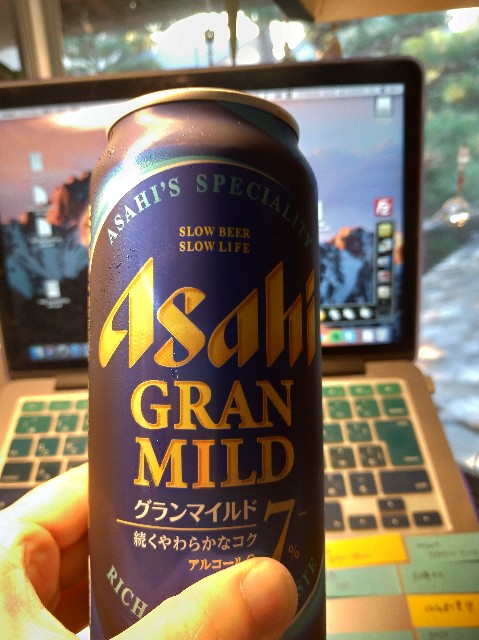 ASAHI'S SPECIALITY
SLOW BEER
SLOW LIFE
Asahi
GRAN
MILD
グランマイルド
続くやわらかなコク
アルコール
7%
RICH